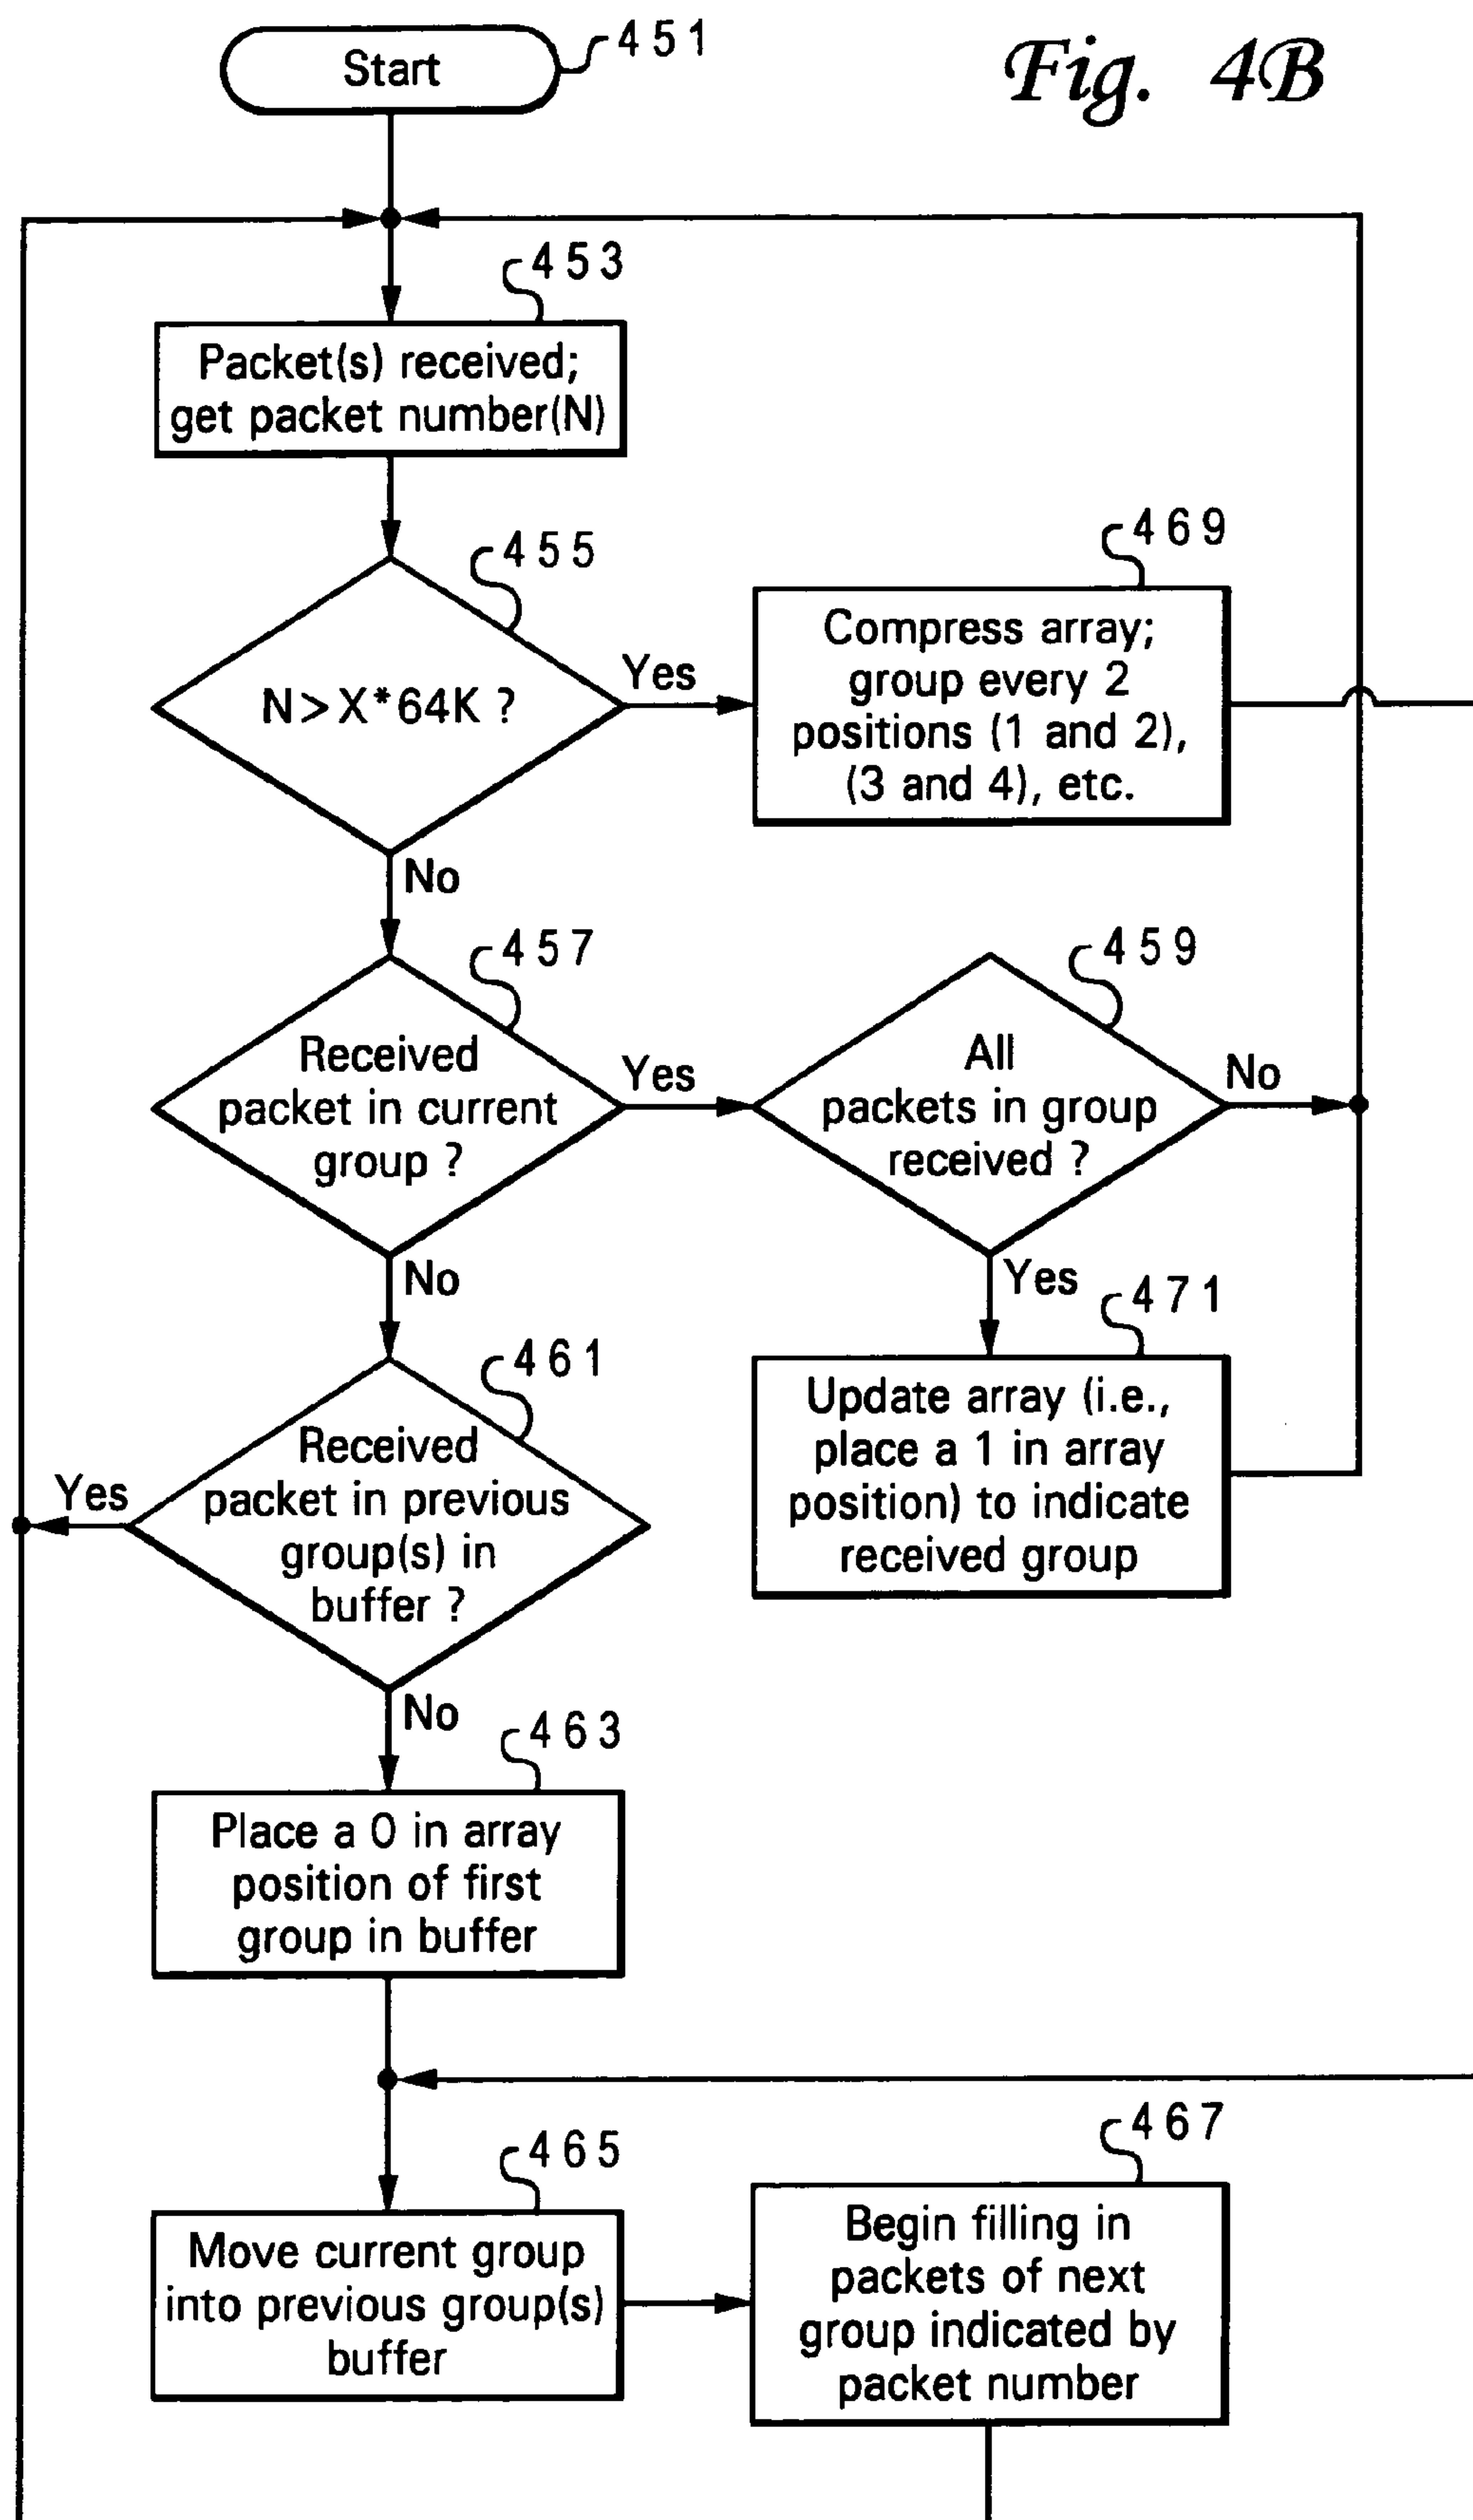 Start
451
Fig. 4B
453
Packet(s) received;
get packet number(N)
455
N>X*64K ?
Yes
No
469
Compress array;
group every 2
positions (1 and 2),
(3 and 4), etc.
457
Received
packet in current
group ?
Yes
No
459
All
packets in group
received ?
No
Yes
471
Update array (i.e.,
place a 1 in array
position) to indicate
received group
461
Received
packet in previous
group(s) in
buffer ?
Yes
No
463
Place a 0 in array
position of first
group in buffer
465
Move current group
into previous group(s)
buffer
467
Begin filling in
packets of next
group indicated by
packet number